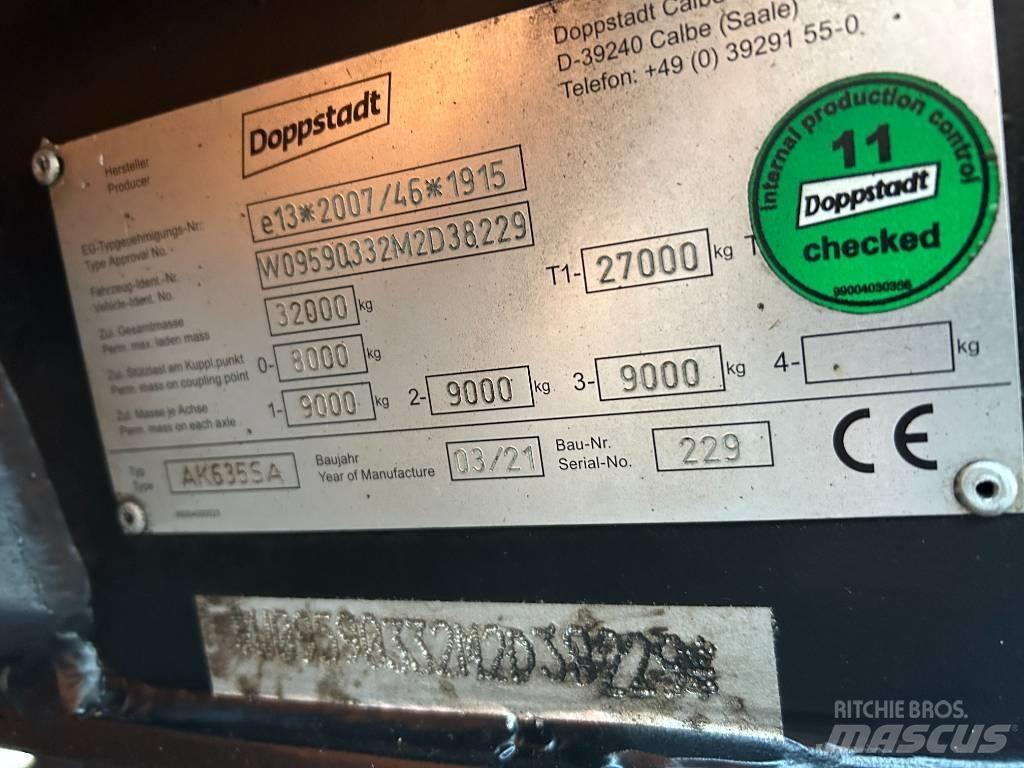 Doppstadt Calbe
D-39240 Calbe (Saale)
Telefon: +49 (0) 39291 55-0
Doppstadt
Hersteller
Producer
EG-Typgenehmigungs-Nr:
Type Approval No.
e13*2007/46*1915
Fahrzeug-Ident.-Nr.
Vehicle-Ident. No.
W09590332M2D38229
Zul. Gesamtmasse
Perm. max. laden mass
32000 kg
T1- 27000 kg T
Zul. Stützlast am Kuppl.punkt
Perm. mass on coupling point
0- 8000 kg
Zul. Masse je Achse
Perm. mass on each axle
1- 9000 kg 2- 9000 kg 3- 9000 kg 4- kg
Typ
Type
AK635SA
Baujahr
Year of Manufacture
03/21
Bau-Nr.
Serial-No.
229
CE
Internal production control
11
Doppstadt
checked
99004030356
W09590332M2D38229*
RITCHIE BROS.
MASCUS